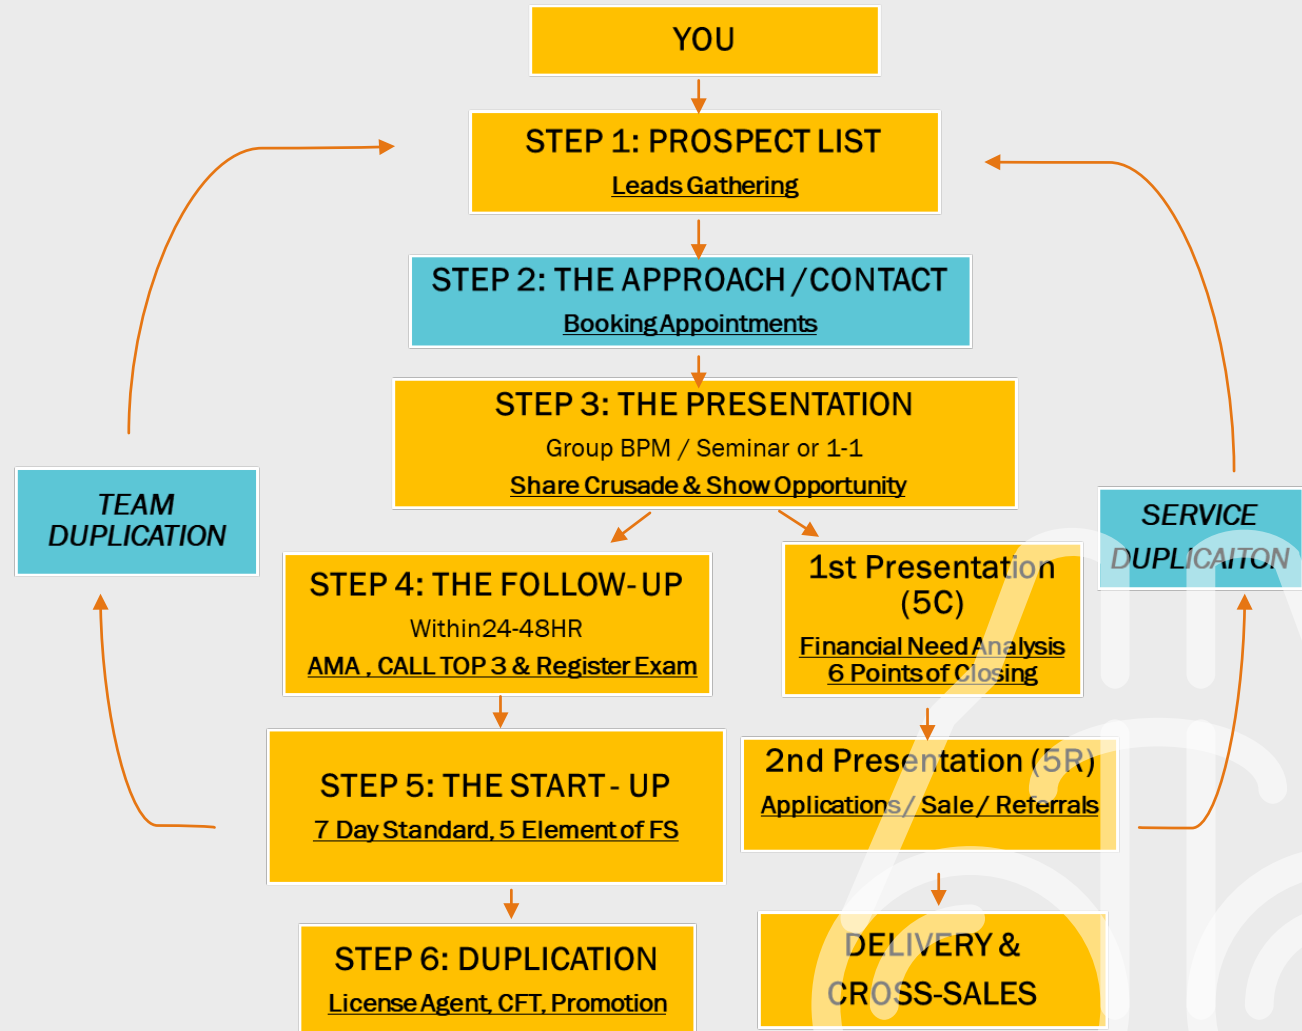 YOU
STEP 1: PROSPECT LIST
Leads Gathering
STEP 2: THE APPROACH / CONTACT
Booking Appointments
STEP 3: THE PRESENTATION
Group BPM / Seminar or 1-1
Share Crusade & Show Opportunity
TEAM
DUPLICATION
SERVICE
DUPLICAITON
STEP 4: THE FOLLOW-UP
Within24-48HR
AMA , CALL TOP 3 & Register Exam
1st Presentation
(5C)
Financial Need Analysis
6 Points of Closing
STEP 5: THE START - UP
7 Day Standard, 5 Element of FS
2nd Presentation (5R)
Applications / Sale / Referrals
STEP 6: DUPLICATION
License Agent, CFT, Promotion
DELIVERY &
CROSS-SALES